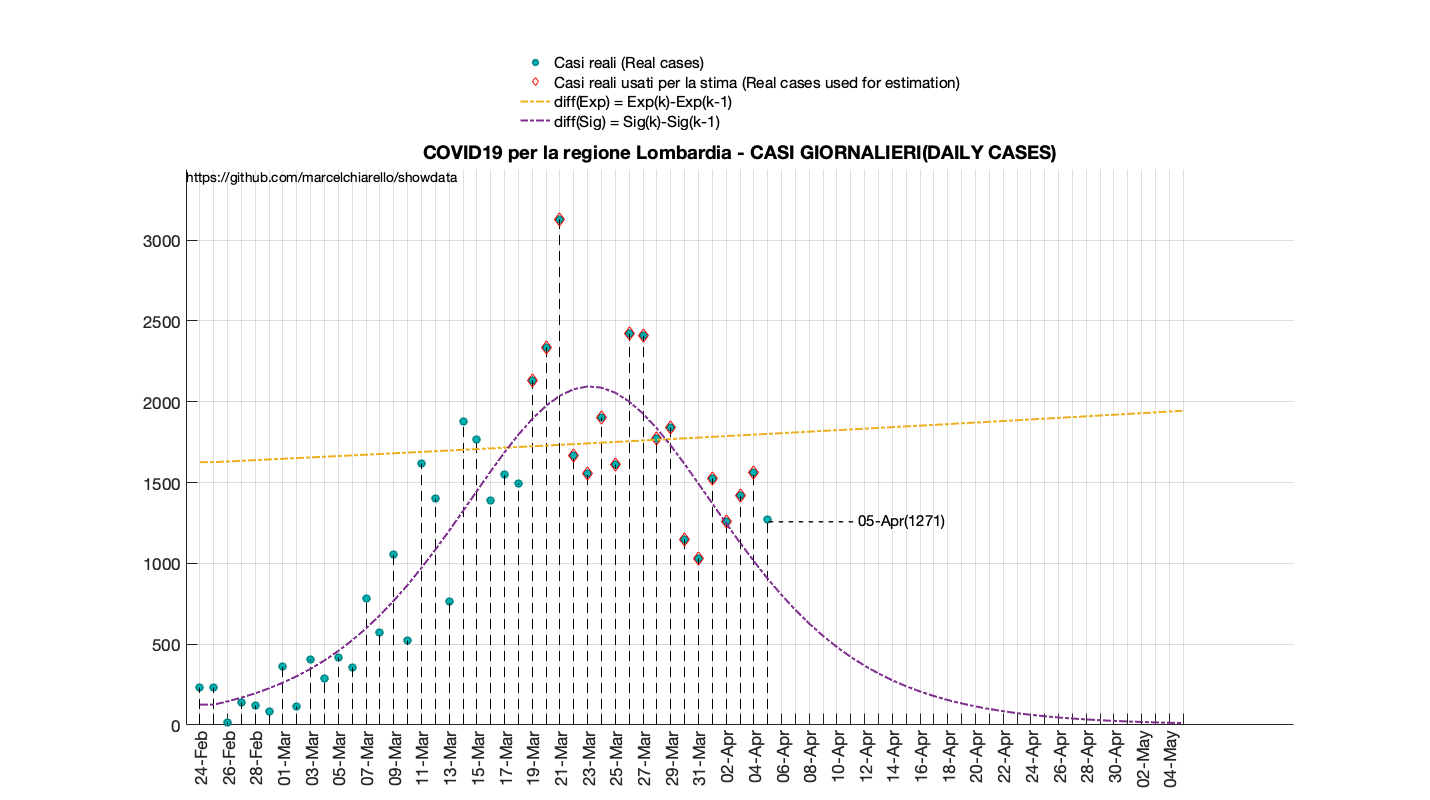 Casi reali (Real cases)
Casi reali usati per la stima (Real cases used for estimation)
diff(Exp) = Exp(k)-Exp(k-1)
diff(Sig) = Sig(k)-Sig(k-1)
COVID19 per la regione Lombardia - CASI GIORNALIERI(DAILY CASES)
https://github.com/marcelchiarello/showdata
3000
2500
2000
1500
1000
500
0
05-Apr(1271)
24-Feb
26-Feb
28-Feb
01-Mar
03-Mar
05-Mar
07-Mar
09-Mar
11-Mar
13-Mar
15-Mar
17-Mar
19-Mar
21-Mar
23-Mar
25-Mar
27-Mar
29-Mar
31-Mar
02-Apr
04-Apr
06-Apr
08-Apr
10-Apr
12-Apr
14-Apr
16-Apr
18-Apr
20-Apr
22-Apr
24-Apr
26-Apr
28-Apr
30-Apr
02-May
04-May